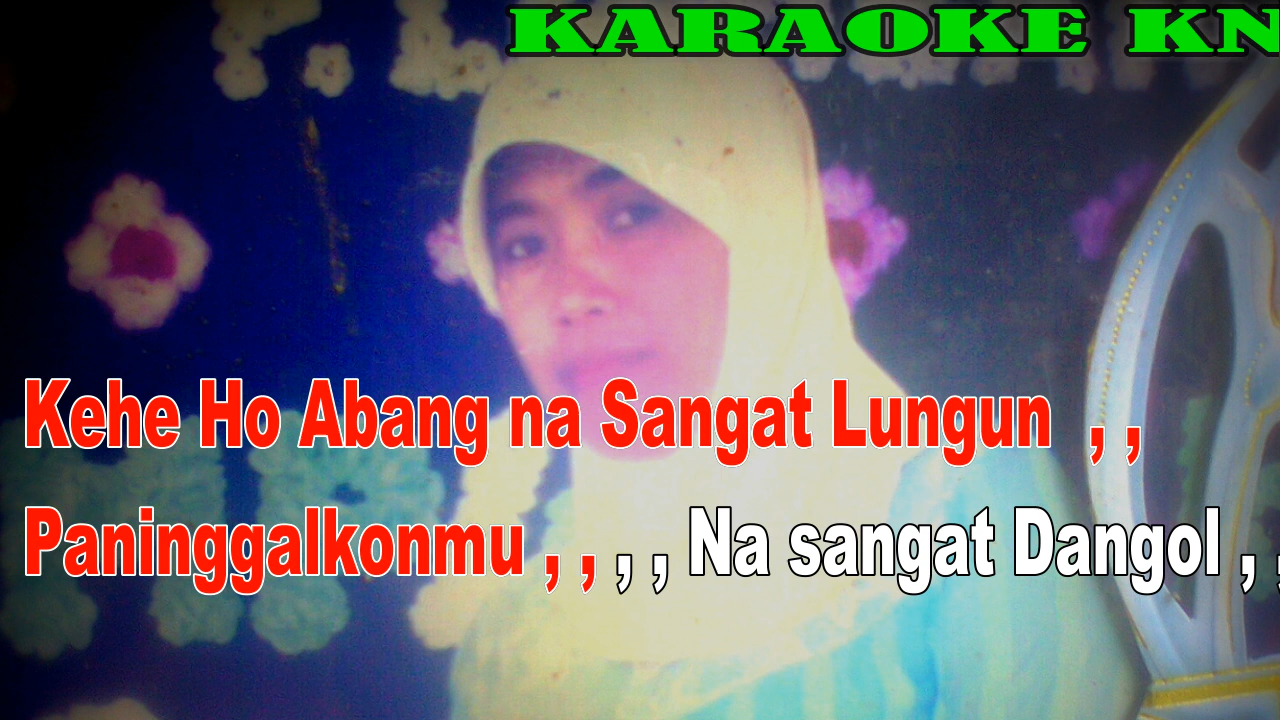 KARAOKE KN
Kehe Ho Abang na Sangat Lungun , ,
Paninggalkonmu , , , , Na sangat Dangol , ,